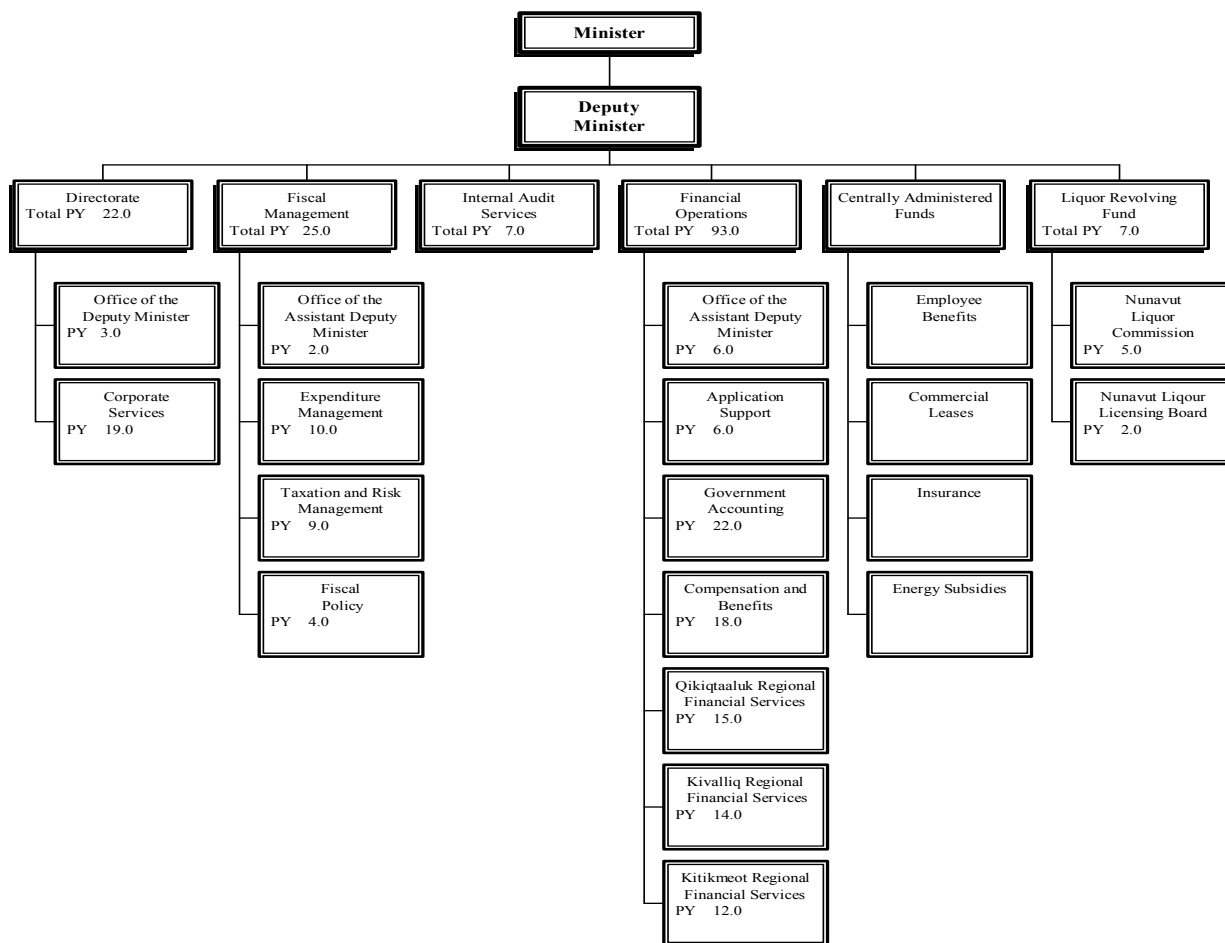 Minister
Deputy
Minister
Directorate
Total PY 22.0
Office of the
Deputy Minister
PY 3.0
Corporate
Services
PY 19.0
Fiscal
Management
Total PY 25.0
Office of the
Assistant Deputy
Minister
PY 2.0
Expenditure
Management
PY 10.0
Taxation and Risk
Management
PY 9.0
Fiscal
Policy
PY 4.0
Internal Audit
Services
Total PY 7.0
Financial
Operations
Total PY 93.0
Office of the
Assistant Deputy
Minister
PY 6.0
Application
Support
PY 6.0
Government
Accounting
PY 22.0
Compensation and
Benefits
PY 18.0
Qikiqtaaluk Regional
Financial Services
PY 15.0
Kivalliq Regional
Financial Services
PY 14.0
Kitikmeot Regional
Financial Services
PY 12.0
Centrally Administered
Funds
Employee
Benefits
Commercial
Leases
Insurance
Energy Subsidies
Liquor Revolving
Fund
Total PY 7.0
Nunavut
Liquor
Commission
PY 5.0
Nunavut Liqour
Licensing Board
PY 2.0